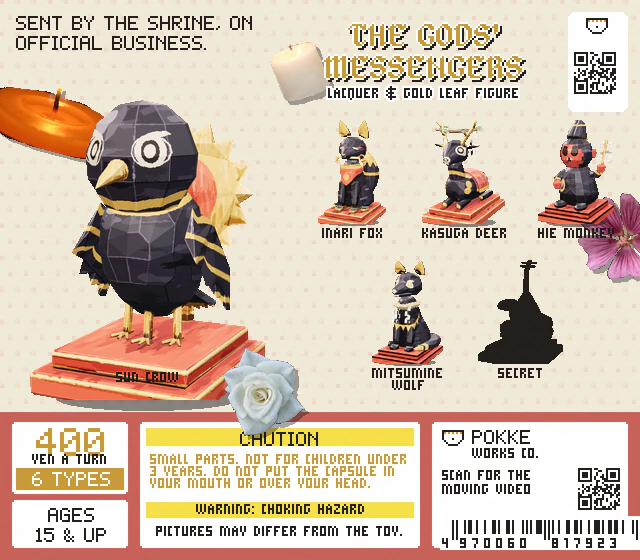 SENT BY THE SHRINE, ON
OFFICIAL BUSINESS.
THE GODS'
MESSENGERS
LACQUER & GOLD LEAF FIGURE
INARI FOX
KASUGA DEER
HIE MONKEY
SUN CROW
MITSUMINE
WOLF
SECRET
400
YEN A TURN
6 TYPES
AGES
15 & UP
CAUTION
SMALL PARTS. NOT FOR CHILDREN UNDER
3 YEARS. DO NOT PUT THE CAPSULE IN
YOUR MOUTH OR OVER YOUR HEAD.
WARNING: CHOKING HAZARD
PICTURES MAY DIFFER FROM THE TOY.
POKKE
WORKS CO.
SCAN FOR THE
MOVING VIDEO
4 970060 817923